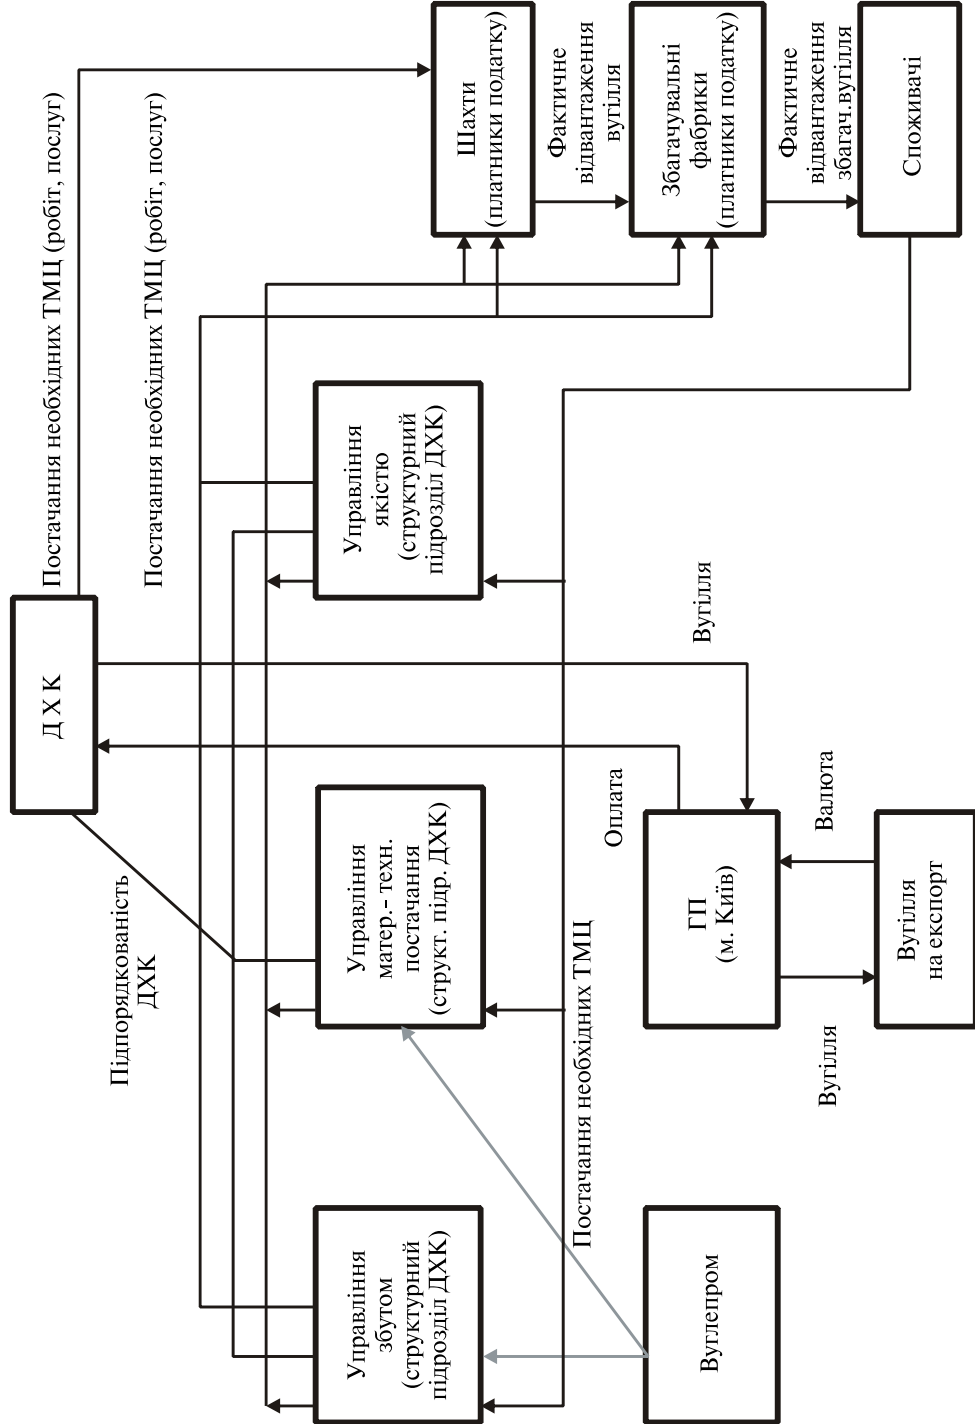 Постачання необхідних ТМЦ (робіт, послуг)
Постачання необхідних ТМЦ (робіт, послуг)
Д Х К
Підпорядкованість
ДХК
Управління
збутом
(структурний
підрозділ ДХК)
Управління
матер.- техн.
постачання
(структ. підр. ДХК)
Управління
якістю
(структурний
підрозділ ДХК)
Шахти
(платники податку)
Фактичне
відвантаження
вугілля
Збагачувальні
фабрики
(платники податку)
Фактичне
відвантаження
збагач.вугілля
Споживачі
Постачання необхідних ТМЦ
Оплата
Вугілля
Вуглепром
ГП
(м. Київ)
Вугілля
Валюта
Вугілля
на експорт